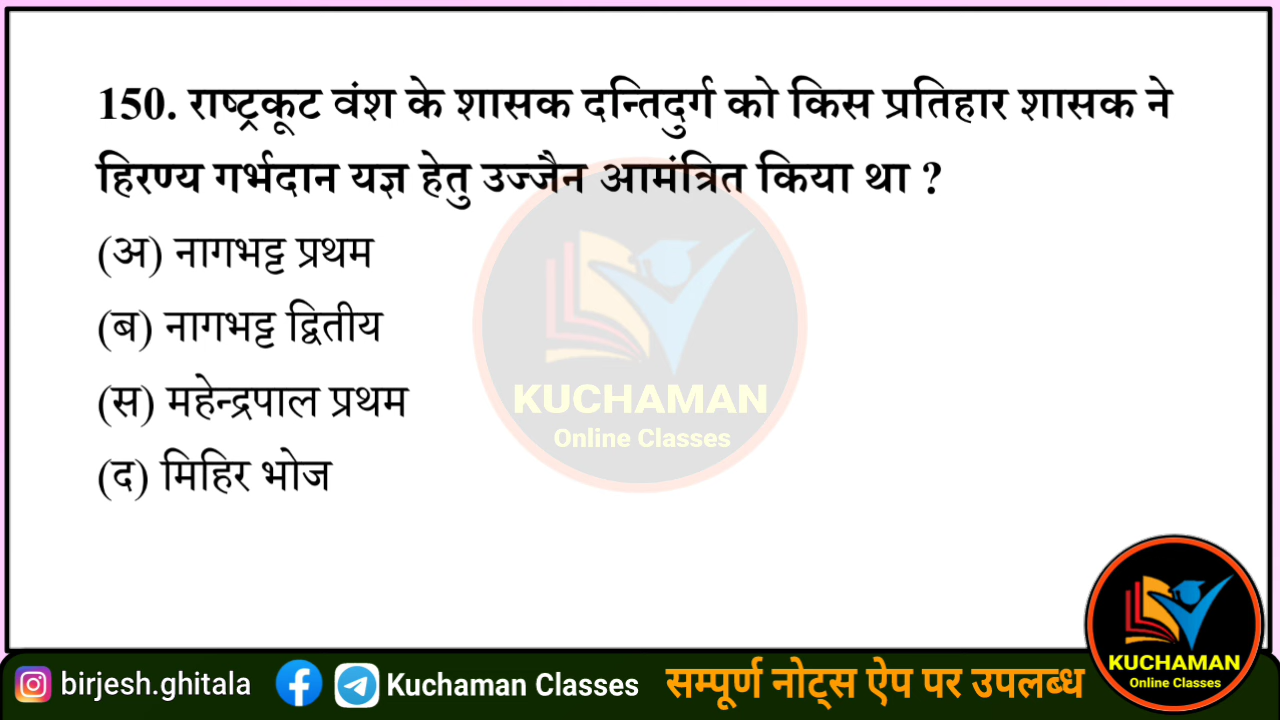 150. राष्ट्रकूट वंश के शासक दन्तिदुर्ग को किस प्रतिहार शासक ने
हिरण्य गर्भदान यज्ञ हेतु उज्जैन आमंत्रित किया था ?
(अ) नागभट्ट प्रथम
(ब) नागभट्ट द्वितीय
(स) महेन्द्रपाल प्रथम
(द) मिहिर भोज
KUCHAMAN
Online Classes
birjesh.ghitala
Kuchaman Classes
सम्पूर्ण नोट्स ऐप पर उपलब्ध
KUCHAMAN
Online Classes